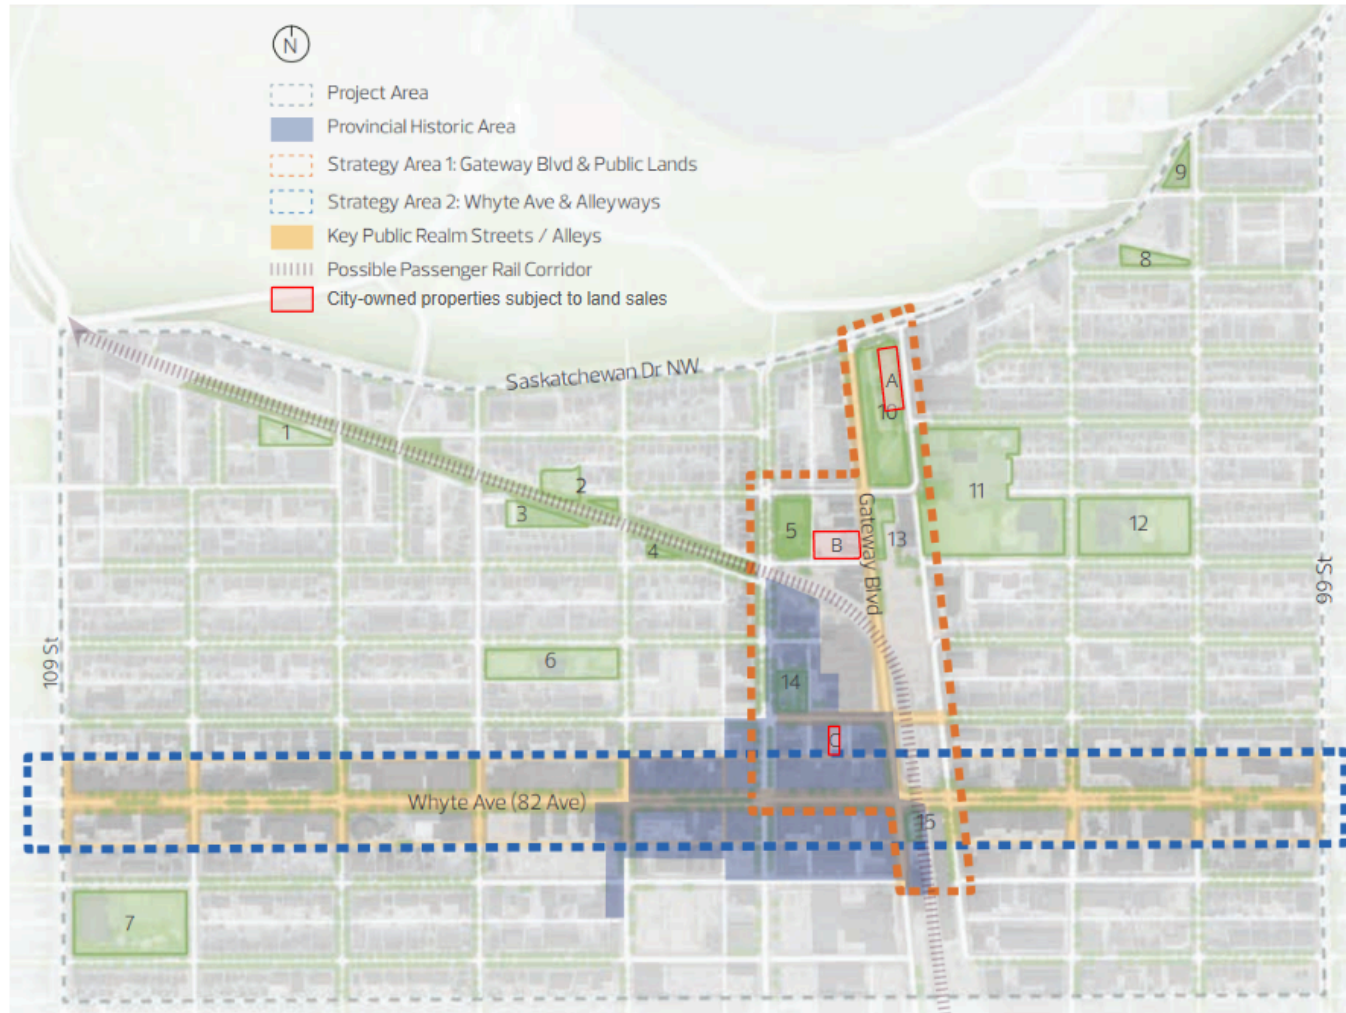 N
Project Area
Provincial Historic Area
Strategy Area 1: Gateway Blvd & Public Lands
Strategy Area 2: Whyte Ave & Alleyways
Key Public Realm Streets / Alleys
Possible Passenger Rail Corridor
City-owned properties subject to land sales
9
8
Saskatchewan Dr NW
A
10
1
2
3
4
5
B
Gateway Blvd
13
11
12
99 St
109 St
6
14
C
Whyte Ave (82 Ave)
15
7